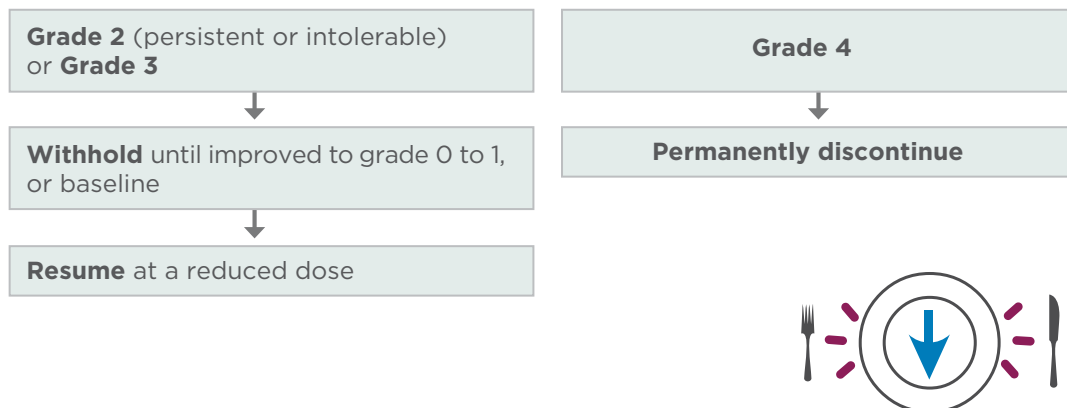 Grade 2 (persistent or intolerable)
or Grade 3
Withhold until improved to grade 0 to 1,
or baseline
Resume at a reduced dose
Grade 4
Permanently discontinue